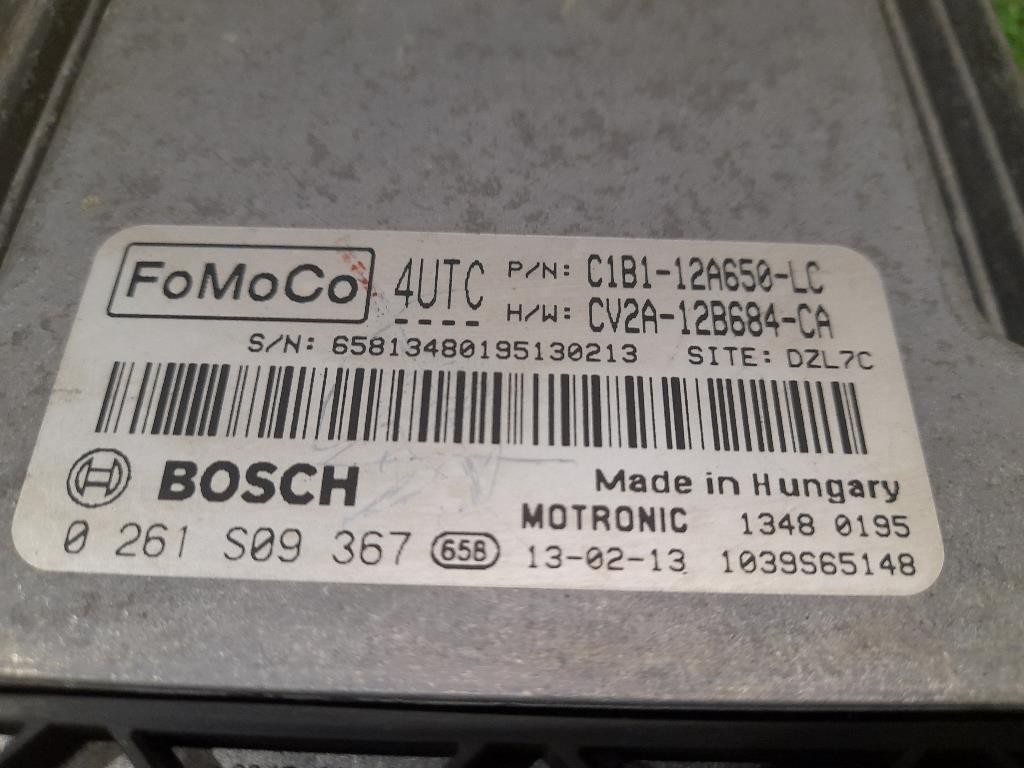 FoMoCo 4UTC P/N: C1B1-12A650-LC
H/W: CV2A-12B684-CA
S/N: 65813480195130213 SITE: DZL7C
BOSCH Made in Hungary
MOTRONIC 1348 0195
0 261 S09 367 658 13-02-13 1039S65148